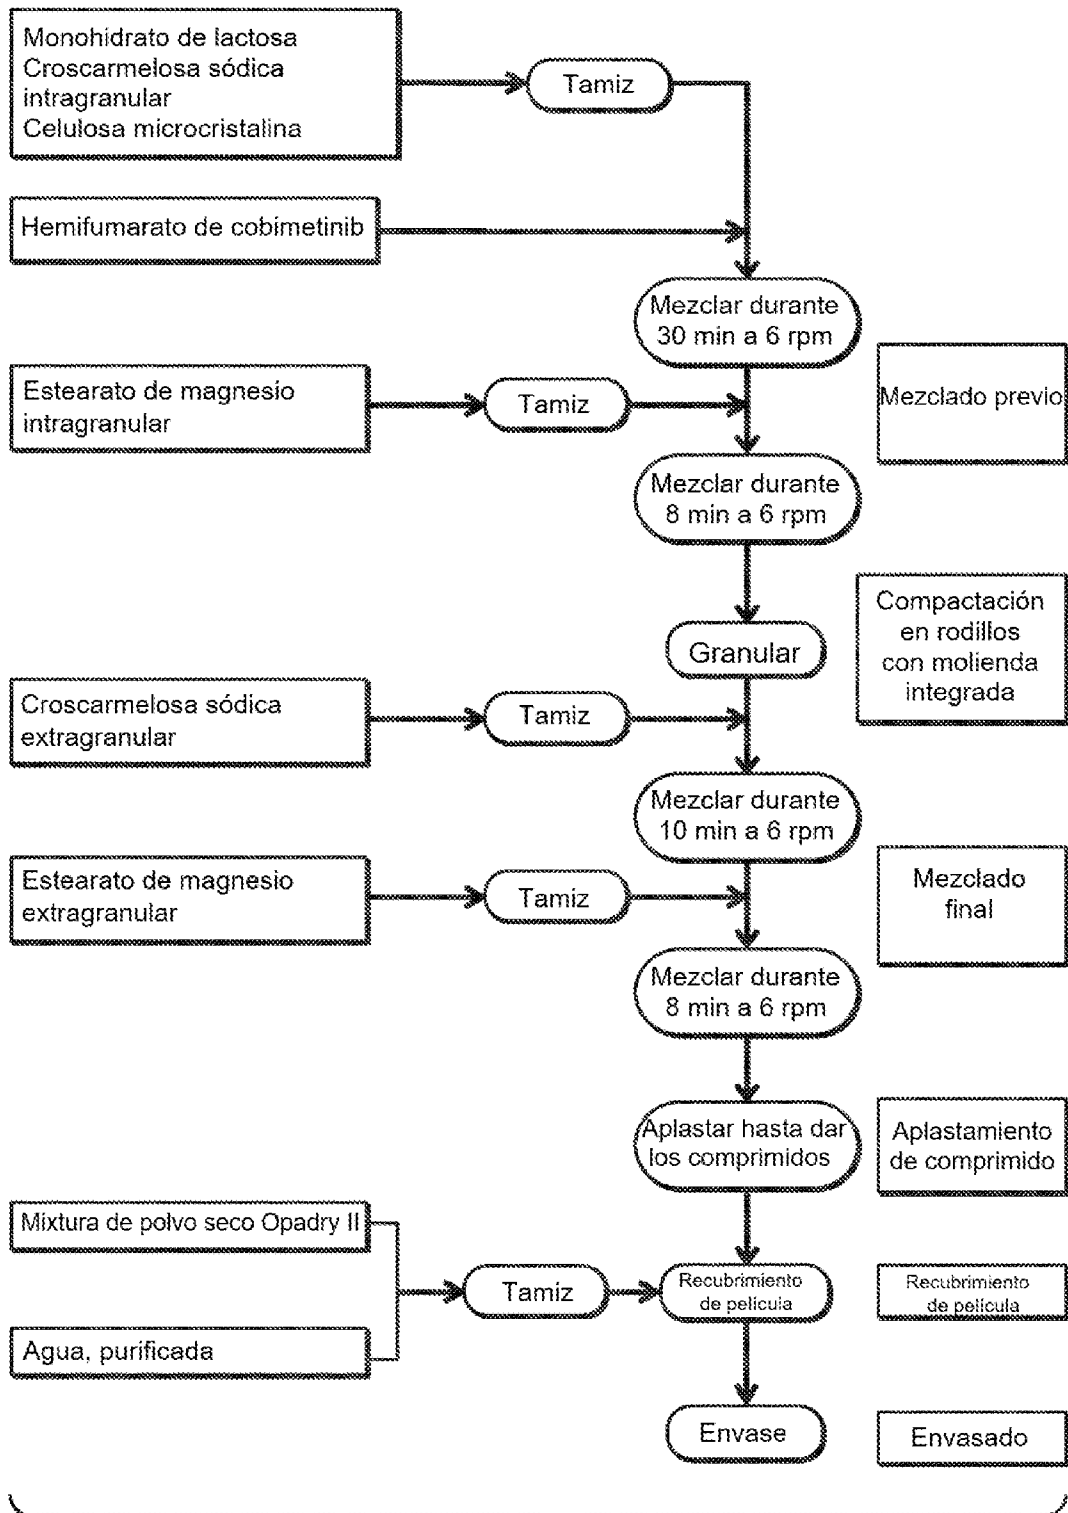 Monohidrato de lactosa
Croscarmelosa sódica
intragranular
Celulosa microcristalina
Tamiz
Hemifumarato de cobimetinib
Mezclar durante
30 min a 6 rpm
Estearato de magnesio
intragranular
Tamiz
Mezclado previo
Mezclar durante
8 min a 6 rpm
Granular
Compactación
en rodillos
con molienda
integrada
Croscarmelosa sódica
extragranular
Tamiz
Mezclar durante
10 min a 6 rpm
Estearato de magnesio
extragranular
Tamiz
Mezclado
final
Mezclar durante
8 min a 6 rpm
Aplastar hasta dar
los comprimidos
Aplastamiento
de comprimido
Mixtura de polvo seco Opadry II
Tamiz
Recubrimiento
de película
Recubrimiento
de película
Agua, purificada
Envase
Envasado